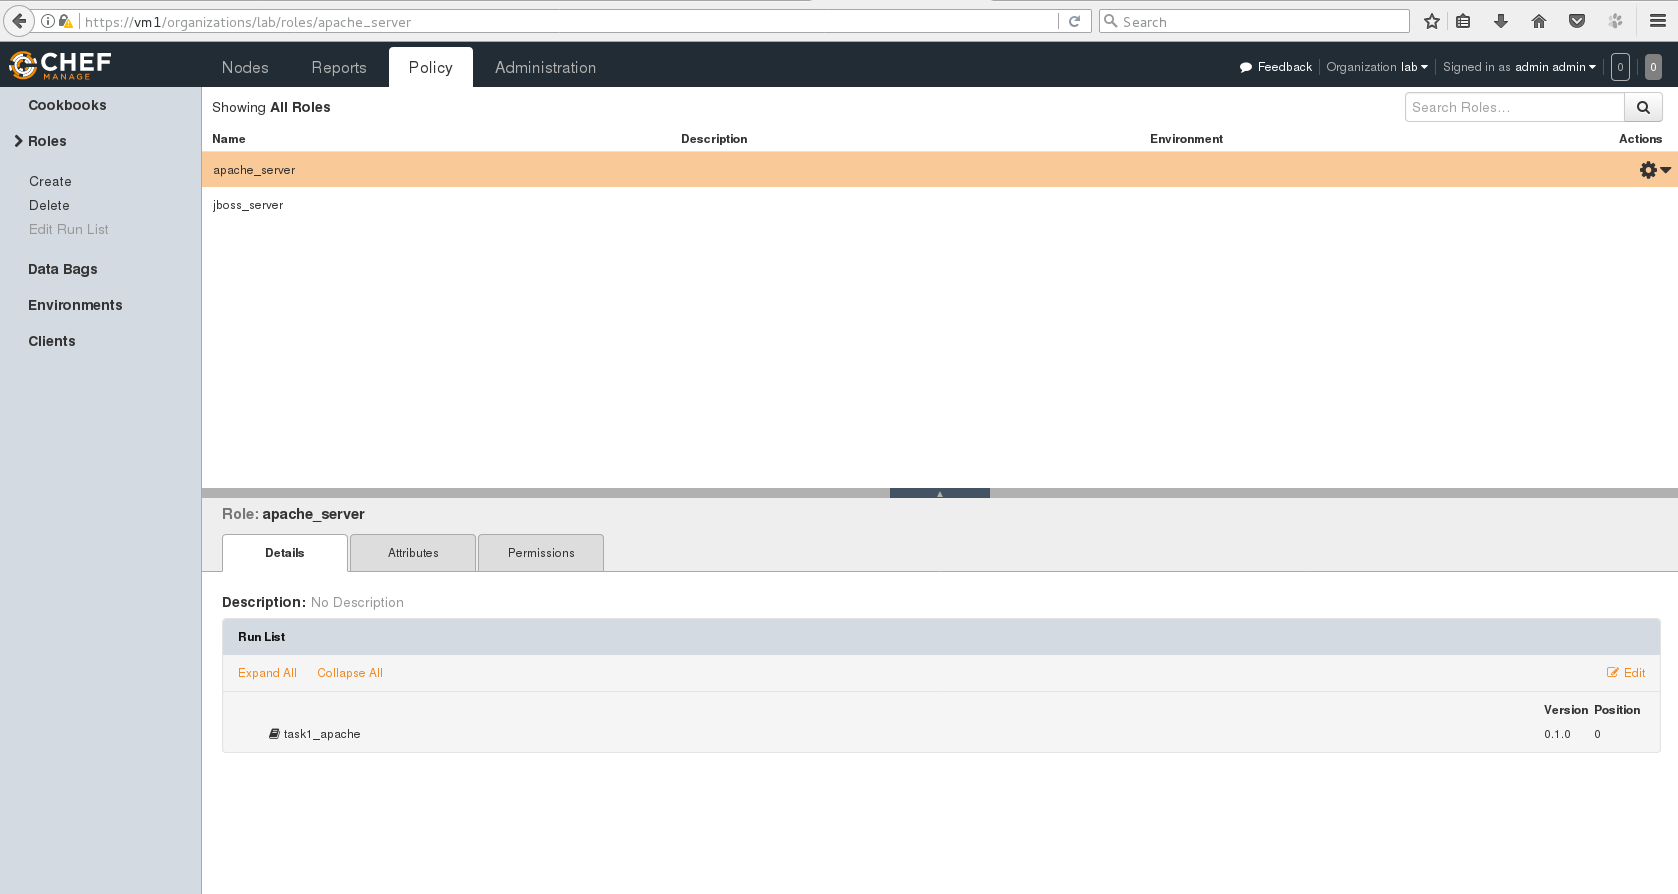 https://vm1/organizations/lab/roles/apache_server
Search
CHEF
MANAGE
Nodes Reports Policy Administration
Feedback Organization lab Signed in as admin admin 0 0
Cookbooks
Roles
Create
Delete
Edit Run List
Data Bags
Environments
Clients
Showing All Roles
Search Roles...
Name Description Environment Actions
apache_server
jboss_server
Role: apache_server
Details Attributes Permissions
Description: No Description
Run List
Expand All Collapse All Edit
Version Position
task1_apache 0.1.0 0